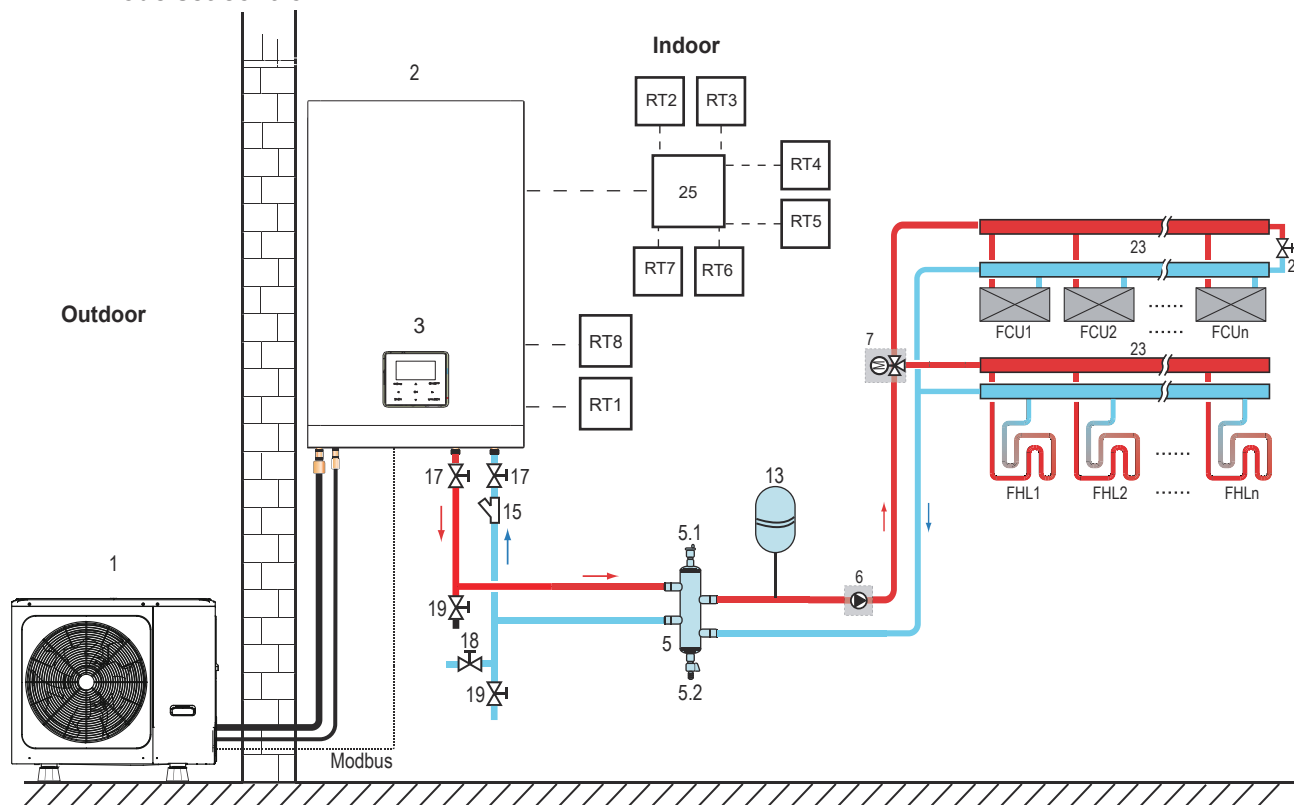 Indoor
2
RT2
RT3
RT4
25
RT5
RT7
RT6
23
Outdoor
FCU1
FCU2
......
......
FCUn
3
7
23
RT8
RT1
17
17
13
FHL1
FHL2
......
......
FHLn
15
5.1
1
6
19
18
5
19
5.2
Modbus